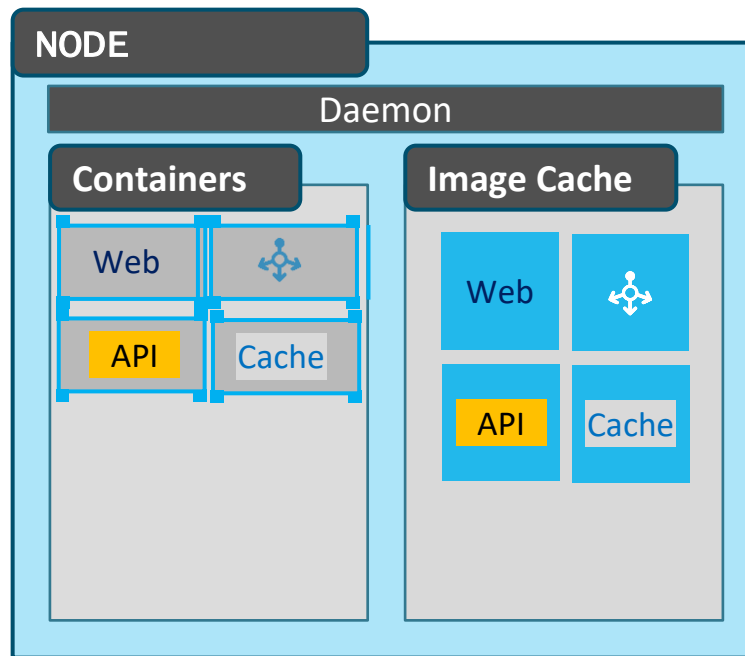 NODE
Daemon
Containers
Web
API
Cache
Image Cache
Web
API
Cache